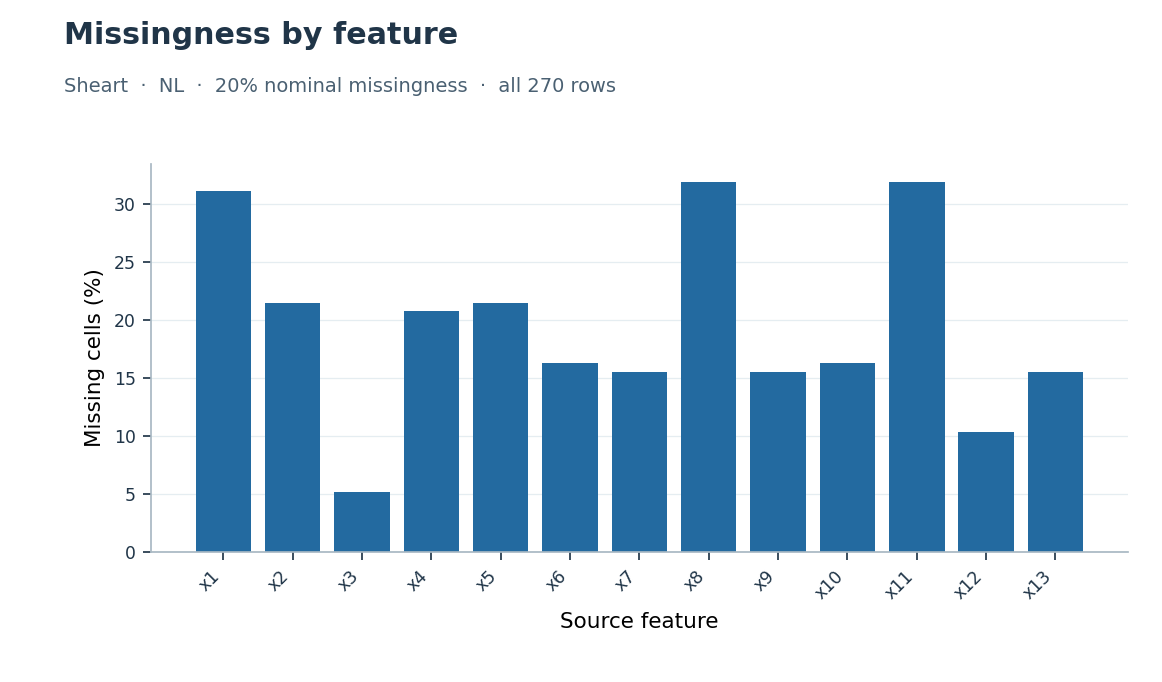 Missingness by feature
Sheart · NL · 20% nominal missingness · all 270 rows
Missing cells (%)
30
25
20
15
10
5
0
x1 x2 x3 x4 x5 x6 x7 x8 x9 x10 x11 x12 x13
Source feature